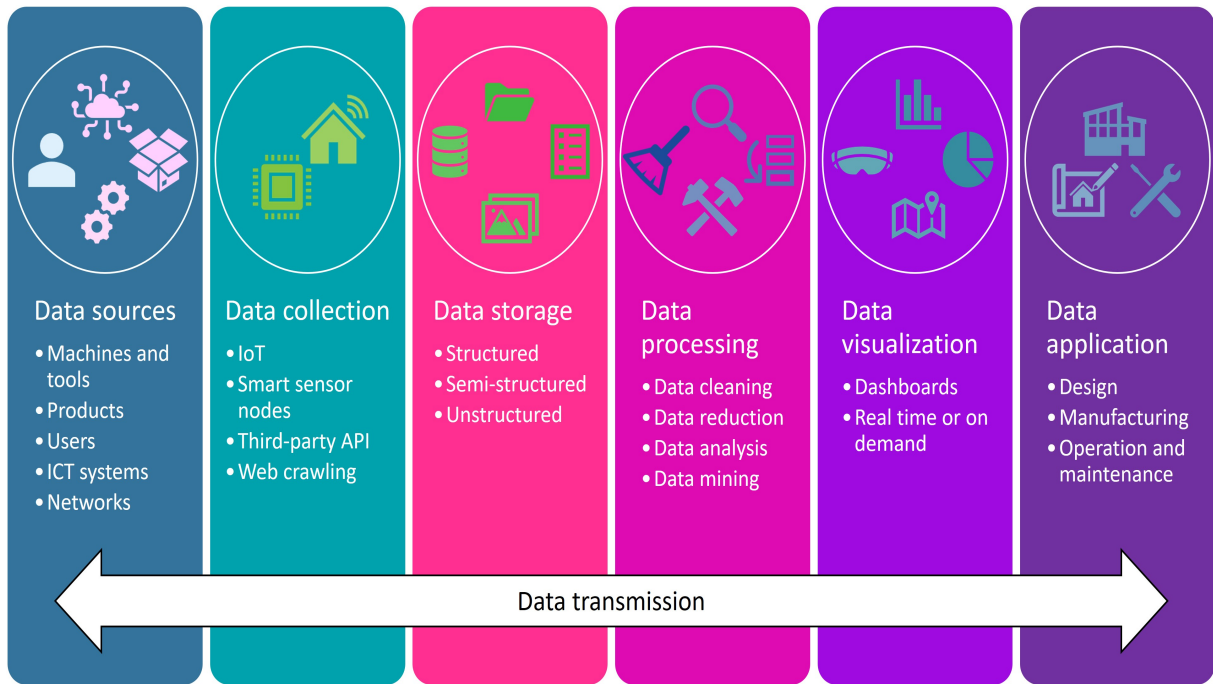 Data sources
• Machines and
tools
• Products
• Users
• ICT systems
• Networks
Data collection
• IoT
• Smart sensor
nodes
• Third-party API
• Web crawling
Data storage
• Structured
• Semi-structured
• Unstructured
Data
processing
• Data cleaning
• Data reduction
• Data analysis
• Data mining
Data
visualization
• Dashboards
• Real time or on
demand
Data
application
• Design
• Manufacturing
• Operation and
maintenance
Data transmission